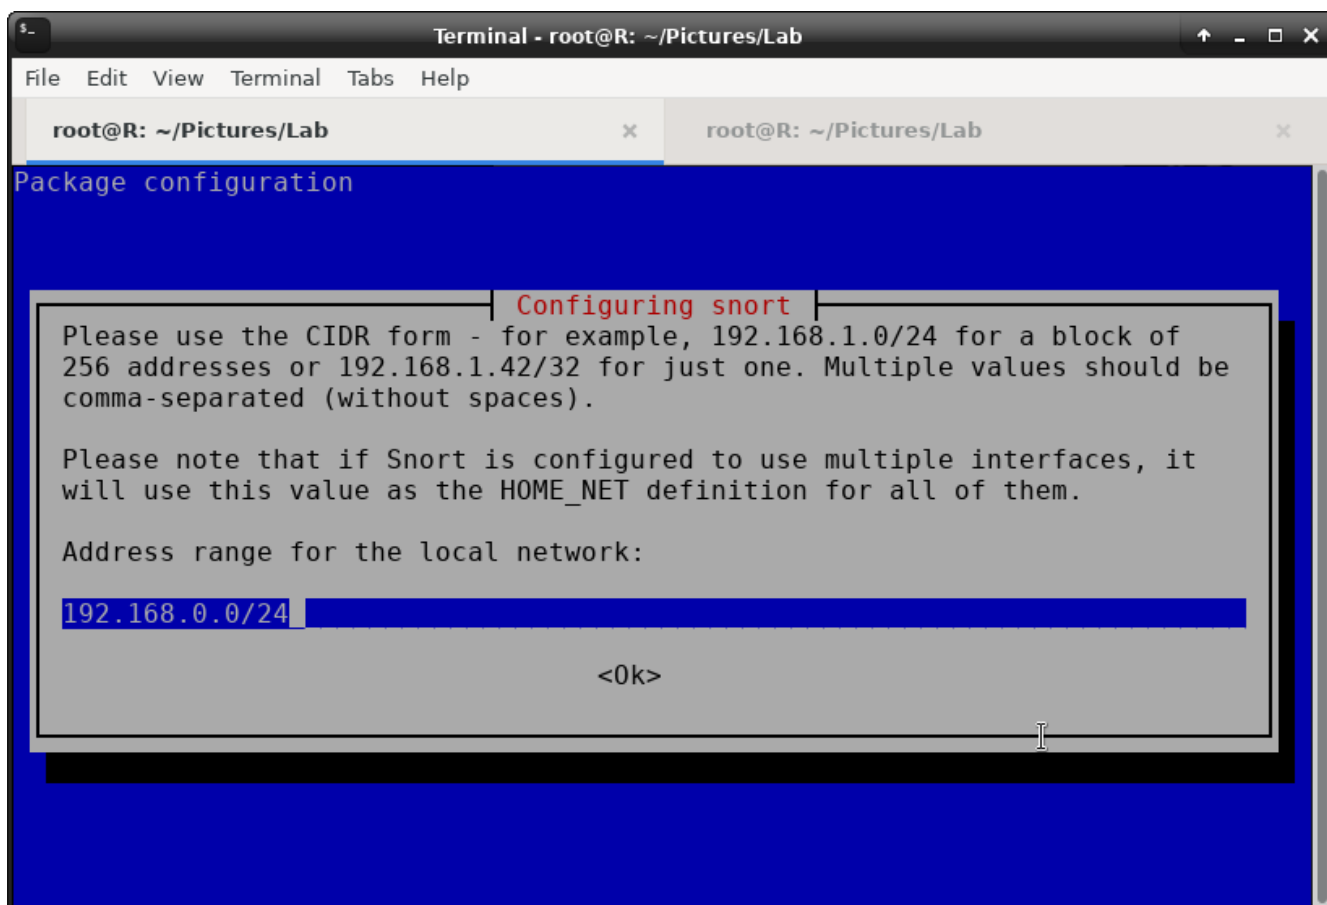 $_
Terminal - root@R: ~/Pictures/Lab
File Edit View Terminal Tabs Help
root@R: ~/Pictures/Lab
root@R: ~/Pictures/Lab
Package configuration
Configuring snort
Please use the CIDR form - for example, 192.168.1.0/24 for a block of
256 addresses or 192.168.1.42/32 for just one. Multiple values should be
comma-separated (without spaces).
Please note that if Snort is configured to use multiple interfaces, it
will use this value as the HOME_NET definition for all of them.
Address range for the local network:
192.168.0.0/24
<Ok>